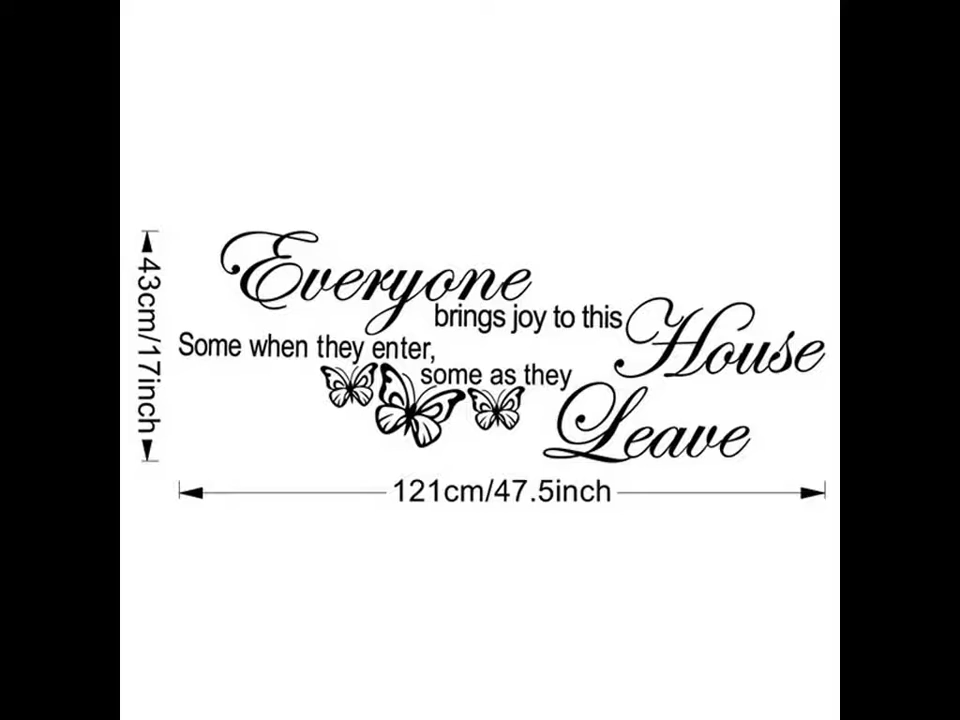 Everyone
brings joy to this
House
Some when they enter,
some as they
Leave
43cm/17inch
121cm/47.5inch